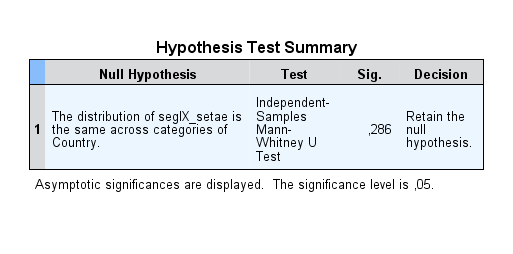 Hypothesis Test Summary
Null Hypothesis Test Sig. Decision
1 The distribution of segIX_setae is the same across categories of Country.
Independent-
Samples
Mann-
Whitney U
Test
,286
Retain the
null
hypothesis.
Asymptotic significances are displayed. The significance level is ,05.